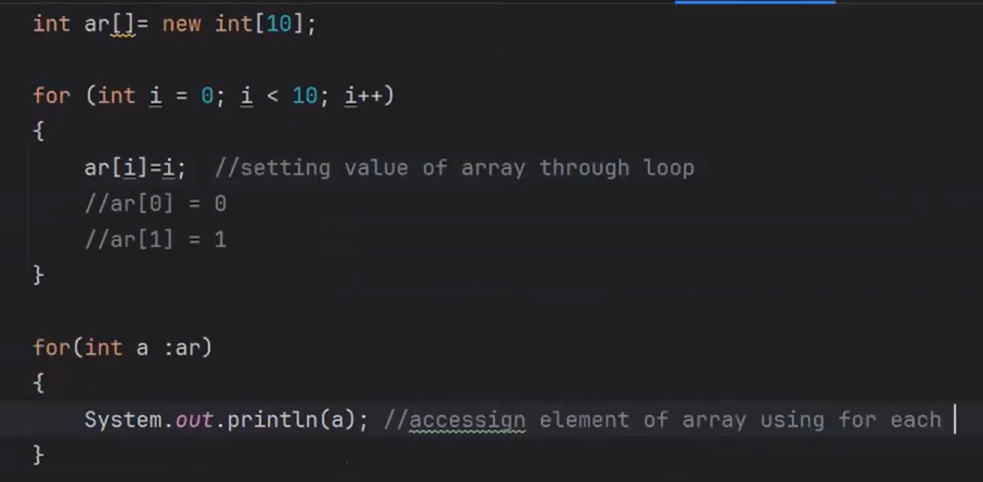 int ar[]= new int[10];
for (int i = 0; i < 10; i++)
{
ar[i]=i; //setting value of array through loop
//ar[0] = 0
//ar[1] = 1
}
for(int a :ar)
{
System.out.println(a); //accessign element of array using for each
}